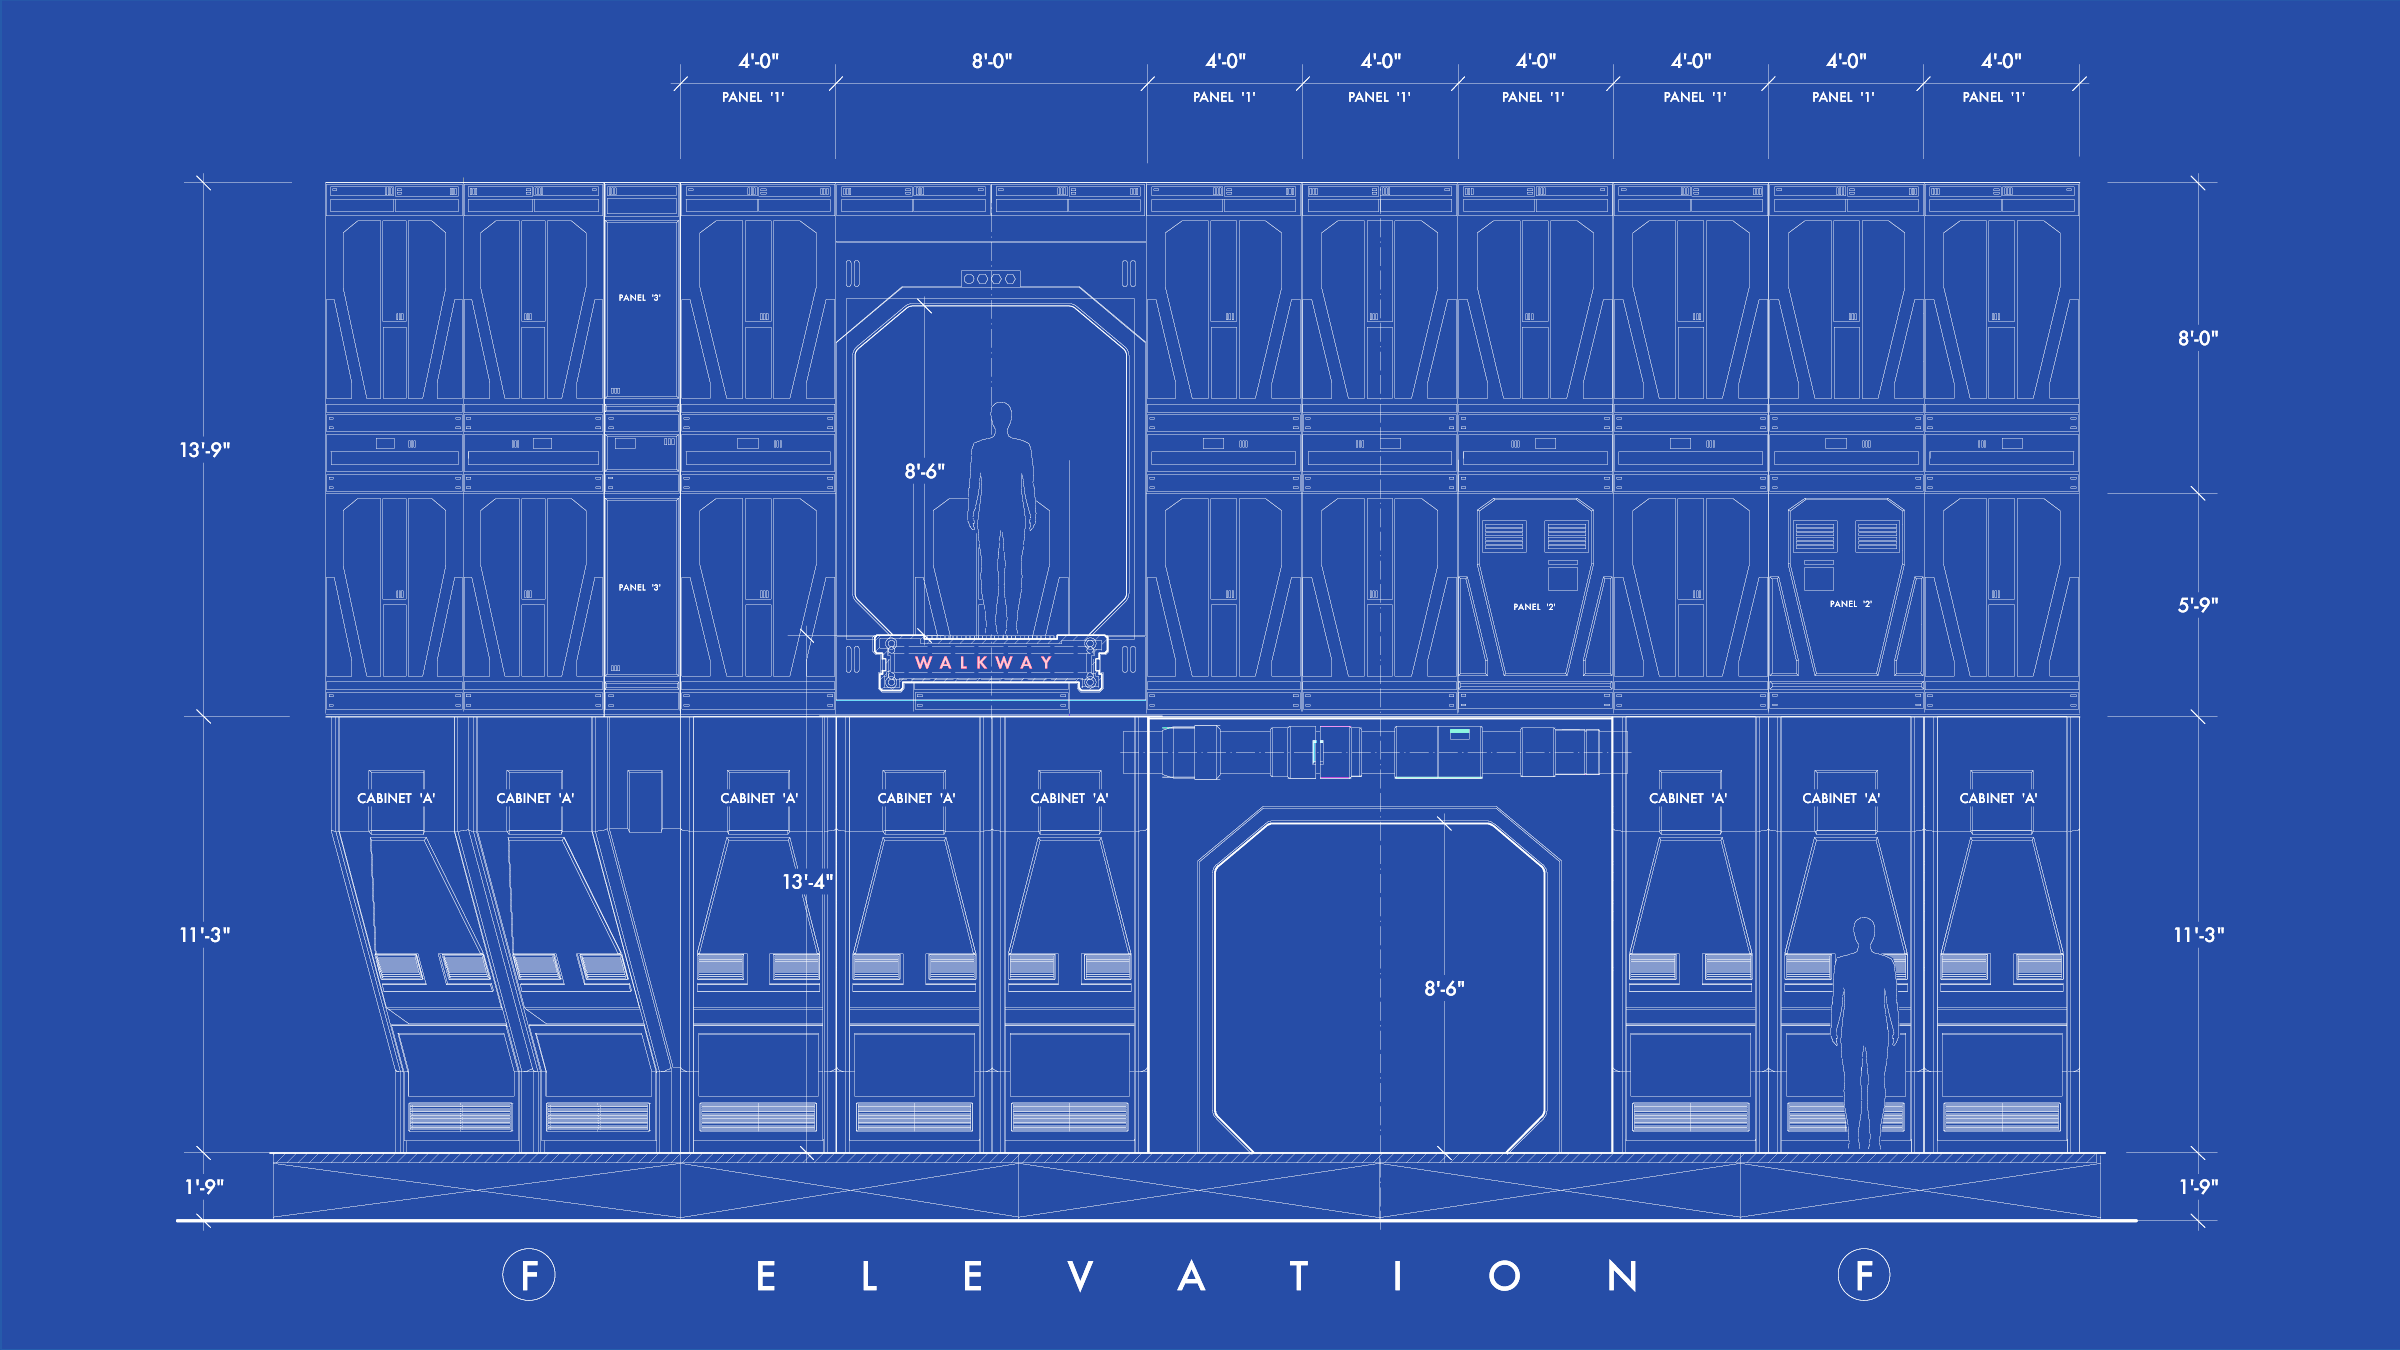 4'-0" 8'-0" 4'-0" 4'-0" 4'-0" 4'-0" 4'-0" 4'-0"
PANEL '1' PANEL '1' PANEL '1' PANEL '1' PANEL '1' PANEL '1' PANEL '1'
PANEL '3'
8'-0"
13'-9"
8'-6"
PANEL '3'
PANEL '2' PANEL '2' 5'-9"
WALKWAY
CABINET 'A' CABINET 'A' CABINET 'A' CABINET 'A' CABINET 'A' CABINET 'A' CABINET 'A' CABINET 'A'
13'-4"
11'-3" 11'-3"
8'-6"
1'-9" 1'-9"
F ELEVATION F